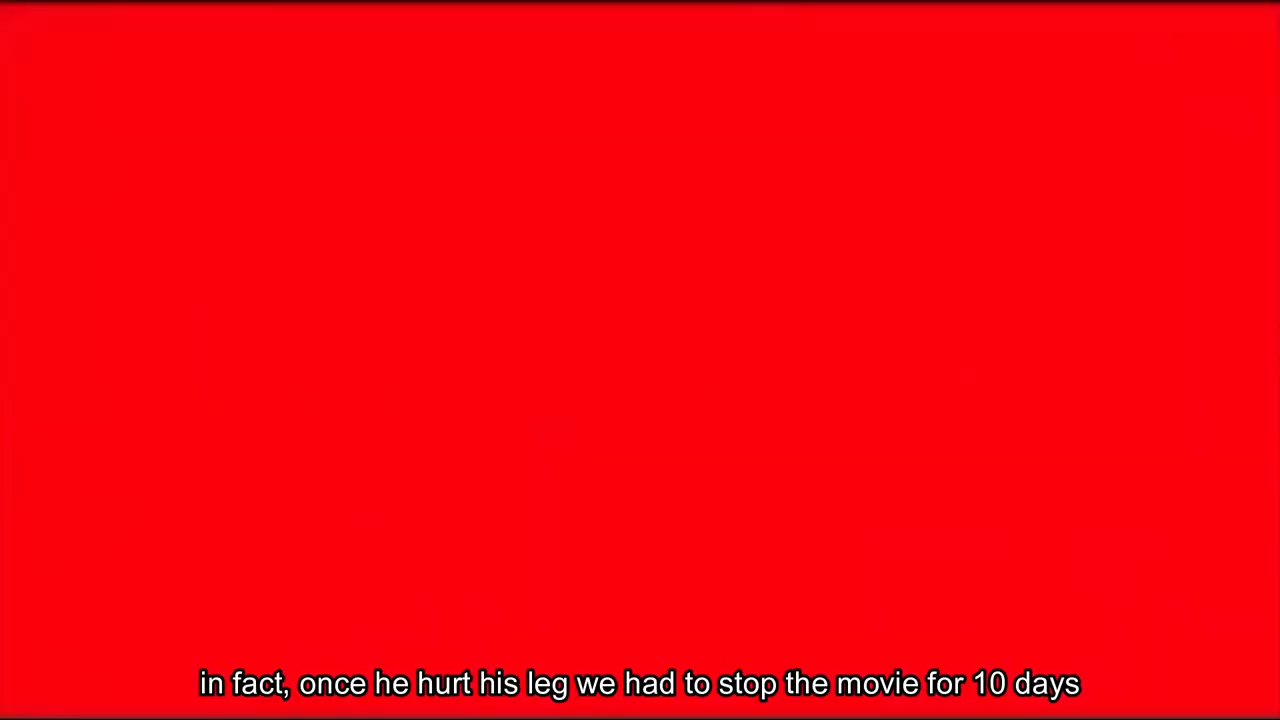 in fact, once he hurt his leg we had to stop the movie for 10 days